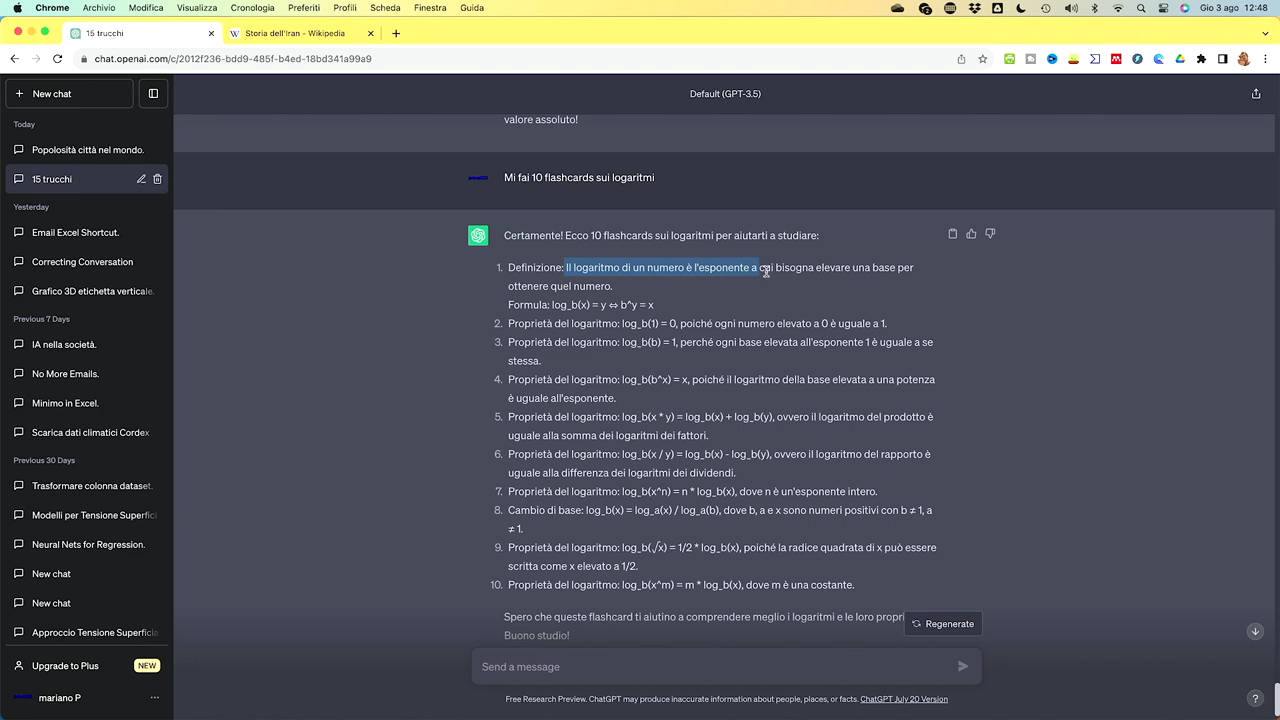 Chrome Archivio Modifica Visualizza Cronologia Preferiti Profili Scheda Finestra Guida
Gio 3 ago 12:48
15 trucchi
Storia dell'Iran - Wikipedia
chat.openai.com/c/2012f236-bdd9-485f-b4ed-18bd341a99a9
New chat
Default (GPT-3.5)
Today
Popolosità città nel mondo.
15 trucchi
Yesterday
Email Excel Shortcut.
Correcting Conversation
Grafico 3D etichetta verticale.
Previous 7 Days
IA nella società.
No More Emails.
Minimo in Excel.
Scarica dati climatici Cordex
Previous 30 Days
Trasformare colonna dataset.
Modelli per Tensione Superfici
Neural Nets for Regression.
New chat
New chat
Approccio Tensione Superficia
Upgrade to Plus NEW
mariano P
valore assoluto!
Mi fai 10 flashcards sui logaritmi
Certamente! Ecco 10 flashcards sui logaritmi per aiutarti a studiare:
1. Definizione: Il logaritmo di un numero è l'esponente a cui bisogna elevare una base per
ottenere quel numero.
Formula: log_b(x) = y ⇔ b^y = x
2. Proprietà del logaritmo: log_b(1) = 0, poiché ogni numero elevato a 0 è uguale a 1.
3. Proprietà del logaritmo: log_b(b) = 1, perché ogni base elevata all'esponente 1 è uguale a se
stessa.
4. Proprietà del logaritmo: log_b(b^x) = x, poiché il logaritmo della base elevata a una potenza
è uguale all'esponente.
5. Proprietà del logaritmo: log_b(x * y) = log_b(x) + log_b(y), ovvero il logaritmo del prodotto è
uguale alla somma dei logaritmi dei fattori.
6. Proprietà del logaritmo: log_b(x / y) = log_b(x) - log_b(y), ovvero il logaritmo del rapporto è
uguale alla differenza dei logaritmi dei dividendi.
7. Proprietà del logaritmo: log_b(x^n) = n * log_b(x), dove n è un'esponente intero.
8. Cambio di base: log_b(x) = log_a(x) / log_a(b), dove b, a e x sono numeri positivi con b ≠ 1, a
≠ 1.
9. Proprietà del logaritmo: log_b(√x) = 1/2 * log_b(x), poiché la radice quadrata di x può essere
scritta come x elevato a 1/2.
10. Proprietà del logaritmo: log_b(x^m) = m * log_b(x), dove m è una costante.
Spero che queste flashcard ti aiutino a comprendere meglio i logaritmi e le loro propri
Buono studio!
Regenerate
Send a message
Free Research Preview. ChatGPT may produce inaccurate information about people, places, or facts. ChatGPT July 20 Version